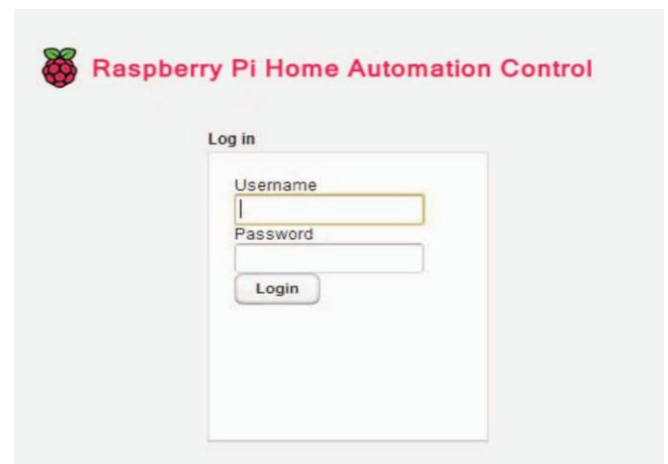 Raspberry Pi Home Automation Control
Log in
Username
Password
Login